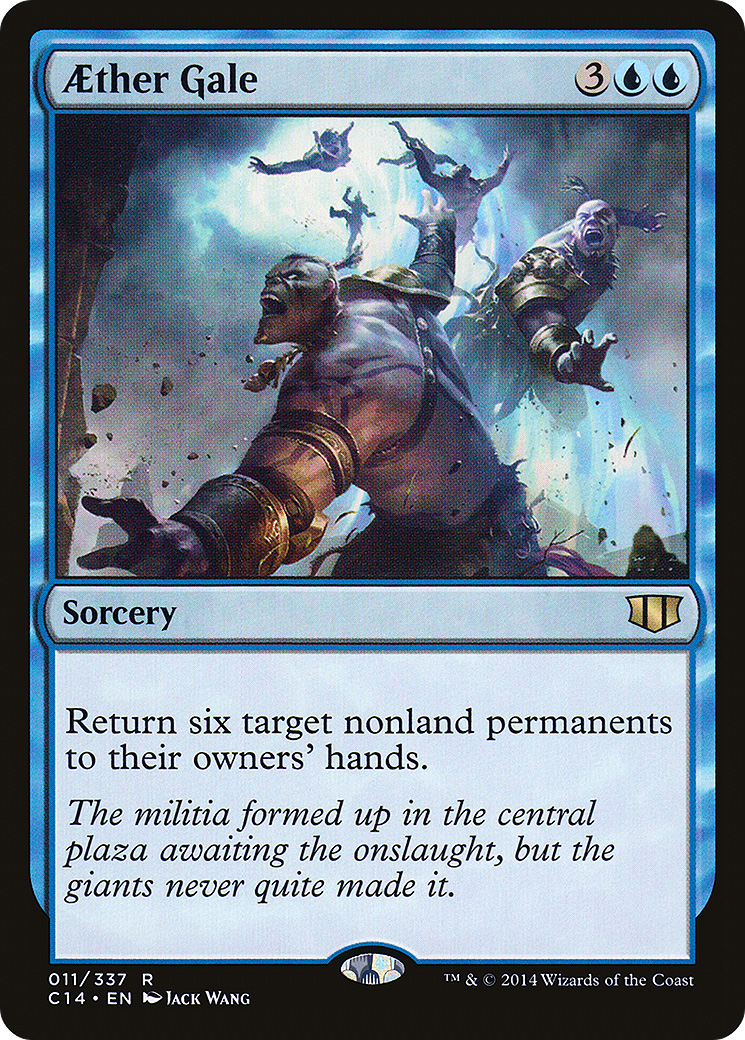 Æther Gale
3
Sorcery
Return six target nonland permanents
to their owners’ hands.
The militia formed up in the central
plaza awaiting the onslaught, but the
giants never quite made it.
011/337 R
C14 • EN Jack Wang
™ & © 2014 Wizards of the Coast